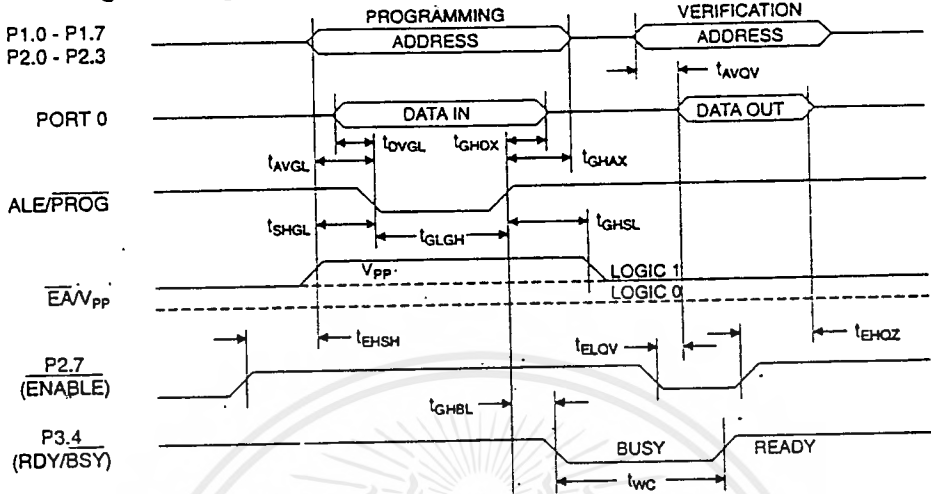 PROGRAMMING
VERIFICATION
P1.0 - P1.7
P2.0 - P2.3
ADDRESS
ADDRESS
tAVQV
PORT 0
DATA IN
DATA OUT
tDVGL
tGHDX
tAVGL
tGHAX
ALE/PROG
tSHGL
tGLGH
tGHSL
VPP
LOGIC 1
LOGIC 0
EA/VPP
tEHSH
tELQV
tEHQZ
P2.7
(ENABLE)
tGHBL
P3.4
(RDY/BSY)
BUSY
READY
tWC